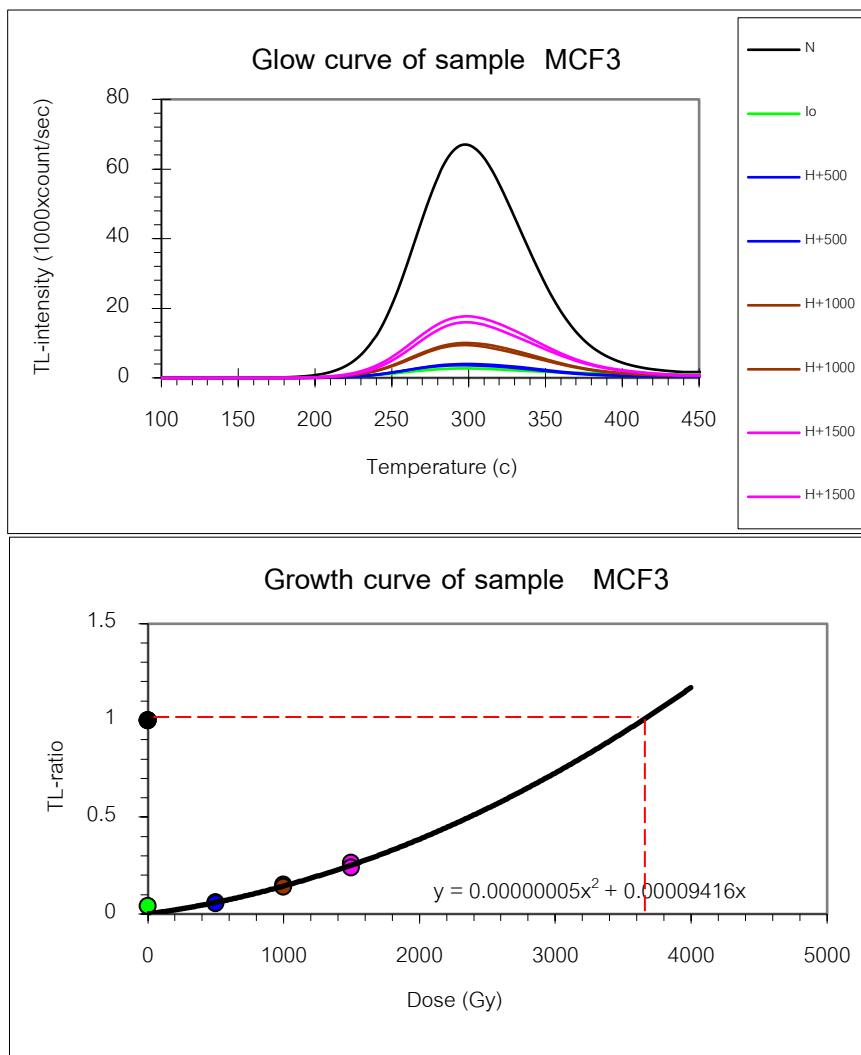 Glow curve of sample MCF3
80
60
40
20
0
100 150 200 250 300 350 400 450
TL-intensity (1000xcount/sec)
Temperature (c)
N
Io
H+500
H+500
H+1000
H+1000
H+1500
H+1500
Growth curve of sample MCF3
1.5
1
0.5
0
0 1000 2000 3000 4000 5000
TL-ratio
y = 0.00000005x² + 0.00009416x
Dose (Gy)